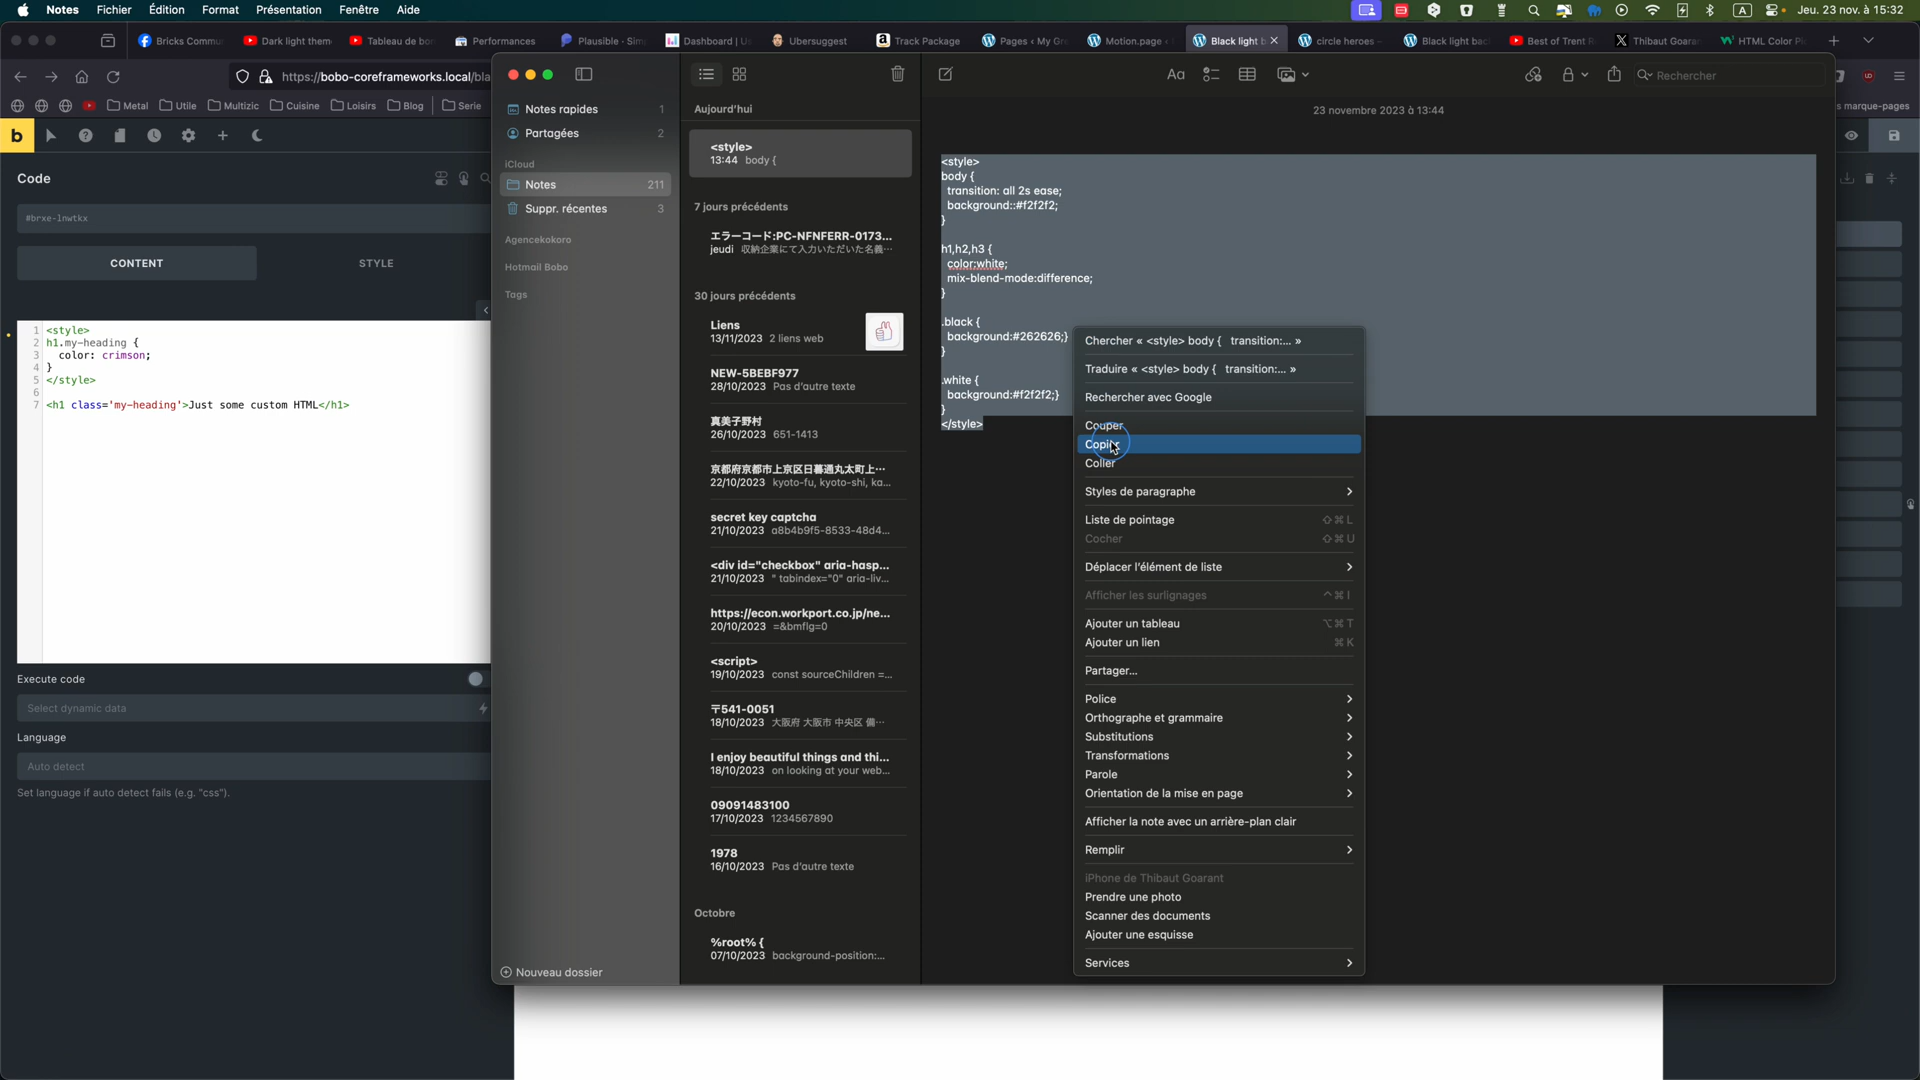 Notes Fichier Édition Format Présentation Fenêtre Aide
A Jeu. 23 nov. à 15:32
Bricks Commu
Dark light them
Tableau de bor
Performances
Plausible - Sim
Dashboard | U
Ubersuggest
Track Package
Pages ‹ My Gr
Motion.page ‹
Black light b
circle heroes –
Black light bac
Best of Trent R
Thibaut Goaran
HTML Color Pi
https://bobo-coreframeworks.local/bla
Metal
Utile
Multizic
Cuisine
Loisirs
Blog
Serie
s marque-pages
b
Code
#brxe-lnwtkx
CONTENT
STYLE
1 <style>
2 h1.my-heading {
3 color: crimson;
4 }
5 </style>
6
7 <h1 class='my-heading'>Just some custom HTML</h1>
Execute code
Select dynamic data
Language
Auto detect
Set language if auto detect fails (e.g. "css").
Notes rapides 1
Partagées 2
iCloud
Notes 211
Suppr. récentes 3
Agencekokoro
Hotmail Bobo
Tags
Nouveau dossier
Aujourd’hui
<style>
13:44 body {
7 jours précédents
エラーコード:PC-NFNFERR-0173...
jeudi 収納企業にて入力いただいた名義…
30 jours précédents
Liens
13/11/2023 2 liens web
NEW-5BEBF977
28/10/2023 Pas d’autre texte
真美子野村
26/10/2023 651-1413
京都府京都市上京区日暮通丸太町上…
22/10/2023 kyoto-fu, kyoto-shi, ka...
secret key captcha
21/10/2023 a8b4b9f5-8533-48d4...
<div id="checkbox" aria-hasp...
21/10/2023 " tabindex="0" aria-liv...
https://econ.workport.co.jp/ne...
20/10/2023 =&bmflg=0
<script>
19/10/2023 const sourceChildren =...
〒541-0051
18/10/2023 大阪府 大阪市 中央区 備…
I enjoy beautiful things and thi...
18/10/2023 on looking at your web...
09091483100
17/10/2023 1234567890
1978
16/10/2023 Pas d’autre texte
Octobre
%root% {
07/10/2023 background-position:...
Aa
Rechercher
23 novembre 2023 à 13:44
<style>
body {
transition: all 2s ease;
background::#f2f2f2;
}
h1,h2,h3 {
color:white;
mix-blend-mode:difference;
}
.black {
background:#262626;}
}
.white {
background:#f2f2f2;}
}
</style>
Chercher « <style> body { transition:... »
Traduire « <style> body { transition:... »
Rechercher avec Google
Couper
Copier
Coller
Styles de paragraphe
Liste de pointage ⇧⌘L
Cocher ⇧⌘U
Déplacer l’élément de liste
Afficher les surlignages ^⌘I
Ajouter un tableau ⌥⌘T
Ajouter un lien ⌘K
Partager...
Police
Orthographe et grammaire
Substitutions
Transformations
Parole
Orientation de la mise en page
Afficher la note avec un arrière-plan clair
Remplir
iPhone de Thibaut Goarant
Prendre une photo
Scanner des documents
Ajouter une esquisse
Services